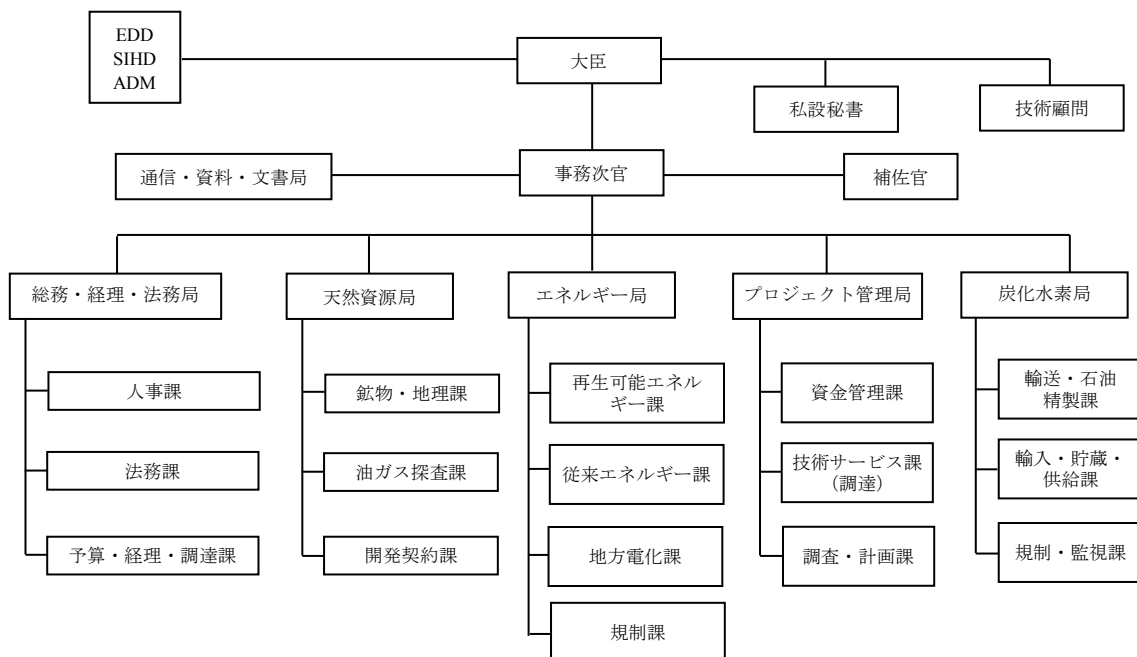 EDD
SIHD
ADM
大臣
私設秘書
技術顧問
通信・資料・文書局
事務次官
補佐官
総務・経理・法務局
天然資源局
エネルギー局
プロジェクト管理局
炭化水素局
人事課
法務課
予算・経理・調達課
鉱物・地理課
油ガス探査課
開発契約課
再生可能エネル
ギー課
従来エネルギー課
地方電化課
規制課
資金管理課
技術サービス課
(調達)
調査・計画課
輸送・石油
精製課
輸入・貯蔵・
供給課
規制・監視課